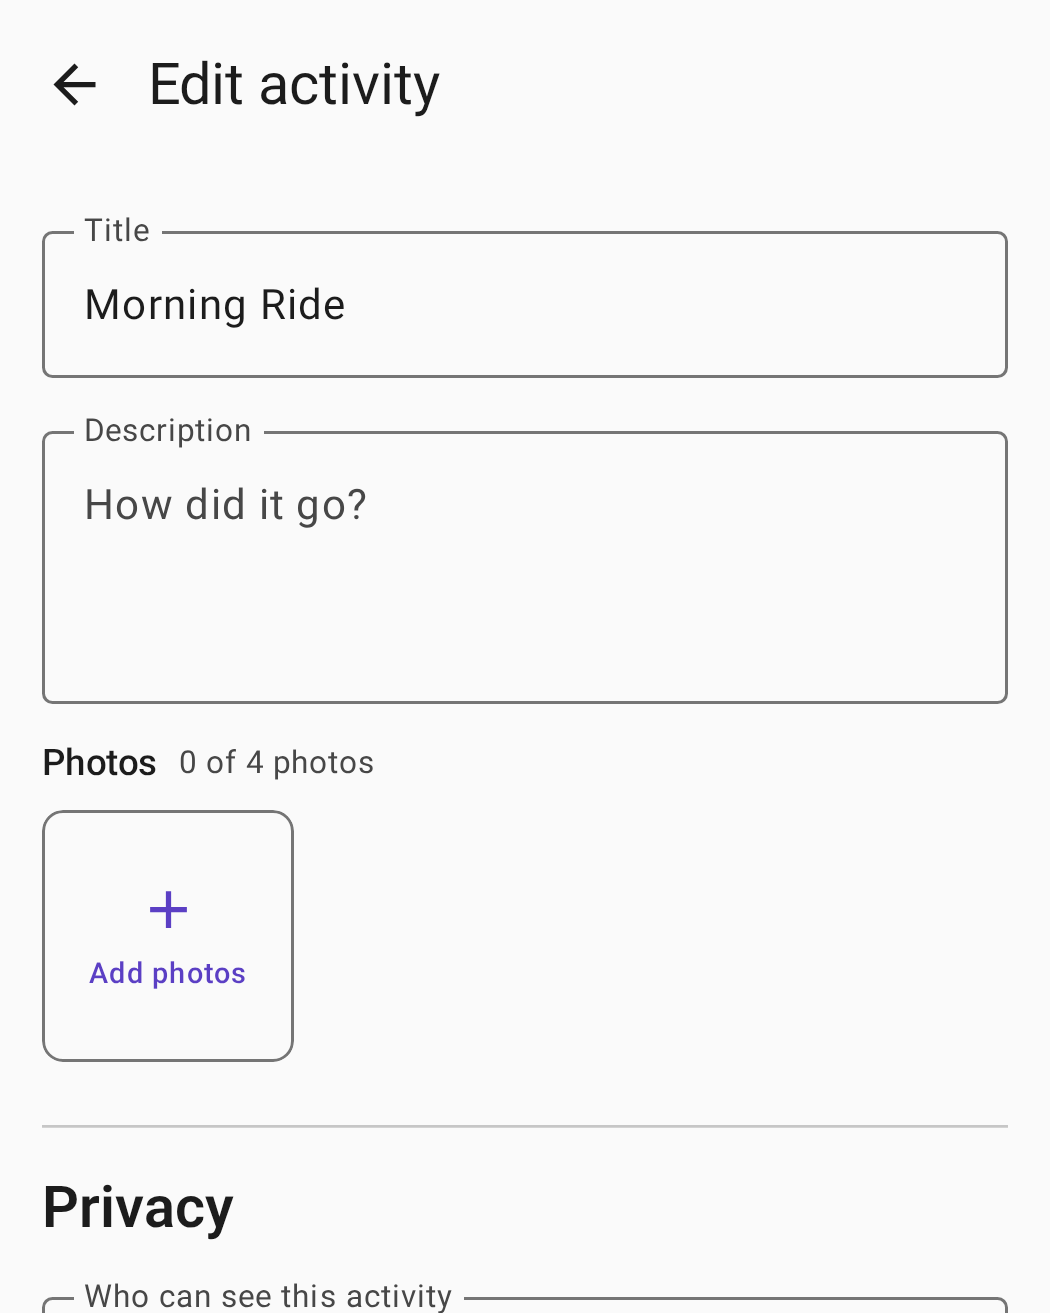 Edit activity
Title
Morning Ride
Description
How did it go?
Photos 0 of 4 photos
Add photos
Privacy
Who can see this activity